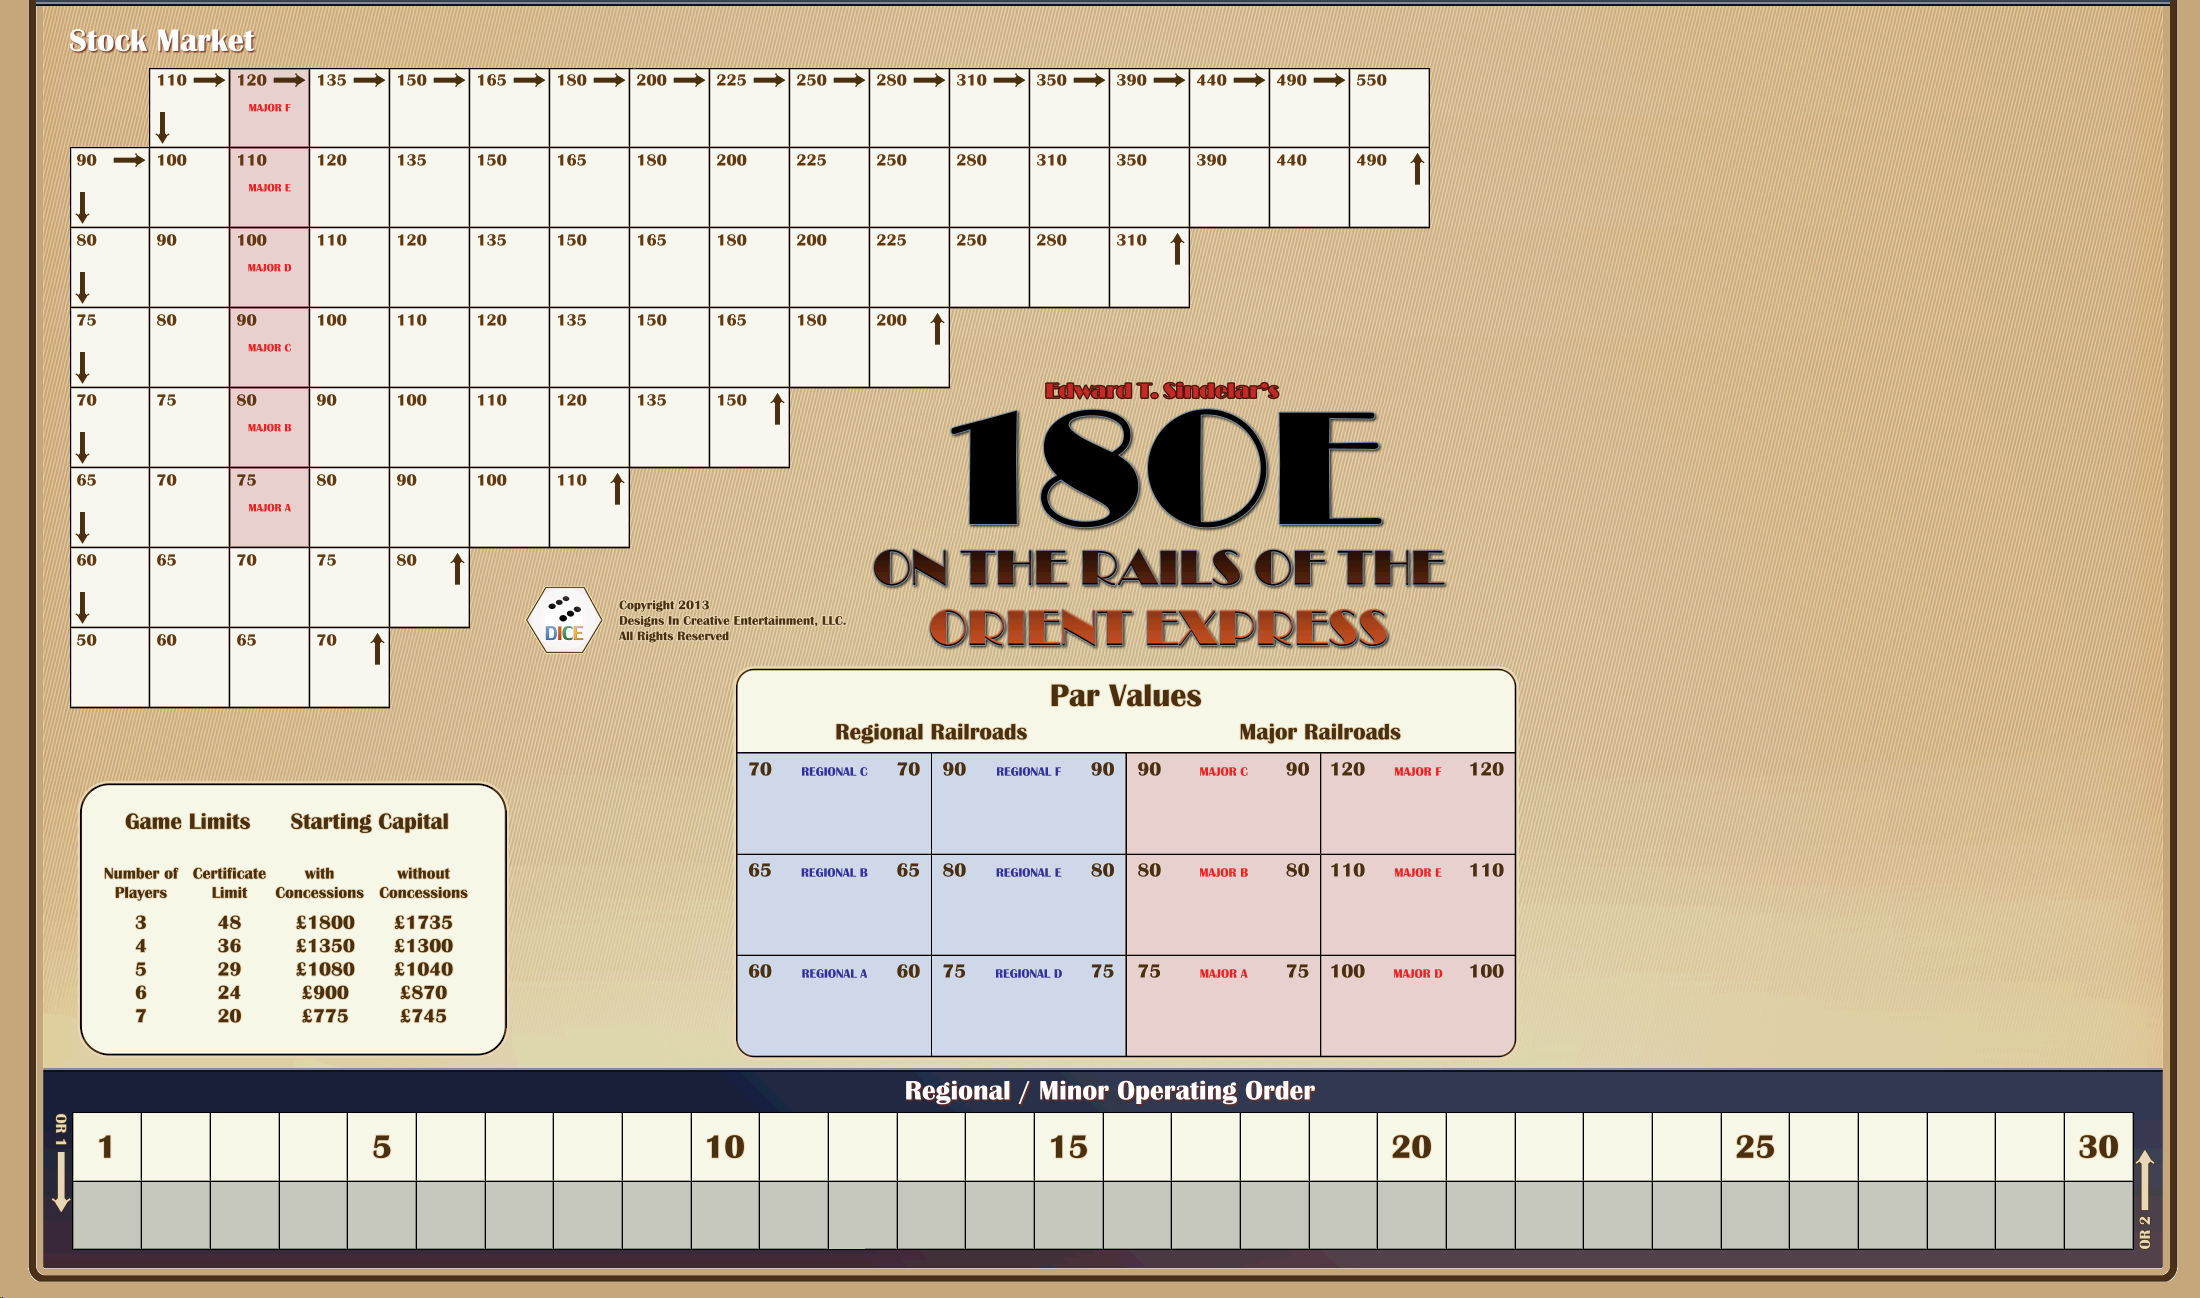 Stock Market
110 120 135 150 165 180 200 225 250 280 310 350 390 440 490 550
MAJOR F
90 100 110 120 135 150 165 180 200 225 250 280 310 350 390 440 490
MAJOR E
80 90 100 110 120 135 150 165 180 200 225 250 280 310
MAJOR D
75 80 90 100 110 120 135 150 165 180 200
MAJOR C
70 75 80 90 100 110 120 135 150
MAJOR B
65 70 75 80 90 100 110
MAJOR A
60 65 70 75 80
50 60 65 70
Edward T. Sindelar's
18OE
ON THE RAILS OF THE
ORIENT EXPRESS
DICE
Copyright 2013
Designs In Creative Entertainment, LLC.
All Rights Reserved
Par Values
Regional Railroads Major Railroads
70 REGIONAL C 70 90 REGIONAL F 90 90 MAJOR C 90 120 MAJOR F 120
65 REGIONAL B 65 80 REGIONAL E 80 80 MAJOR B 80 110 MAJOR E 110
60 REGIONAL A 60 75 REGIONAL D 75 75 MAJOR A 75 100 MAJOR D 100
Game Limits Starting Capital
Number of Certificate with without
Players Limit Concessions Concessions
3 48 £1800 £1735
4 36 £1350 £1300
5 29 £1080 £1040
6 24 £900 £870
7 20 £775 £745
Regional / Minor Operating Order
OR 1
1 5 10 15 20 25 30
OR 2